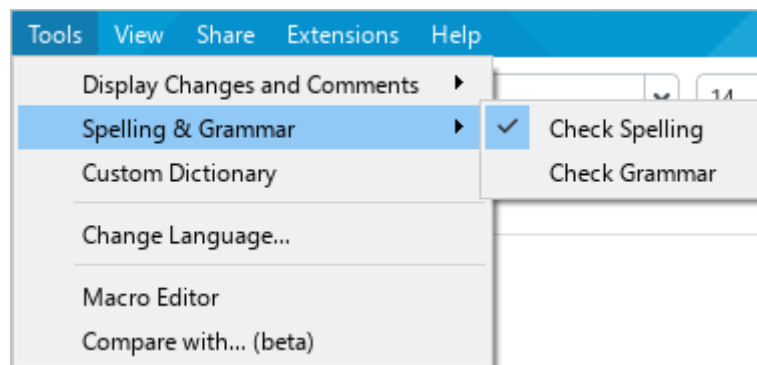 Tools View Share Extensions Help
Display Changes and Comments
14
Spelling & Grammar
Check Spelling
Custom Dictionary
Check Grammar
Change Language...
Macro Editor
Compare with... (beta)